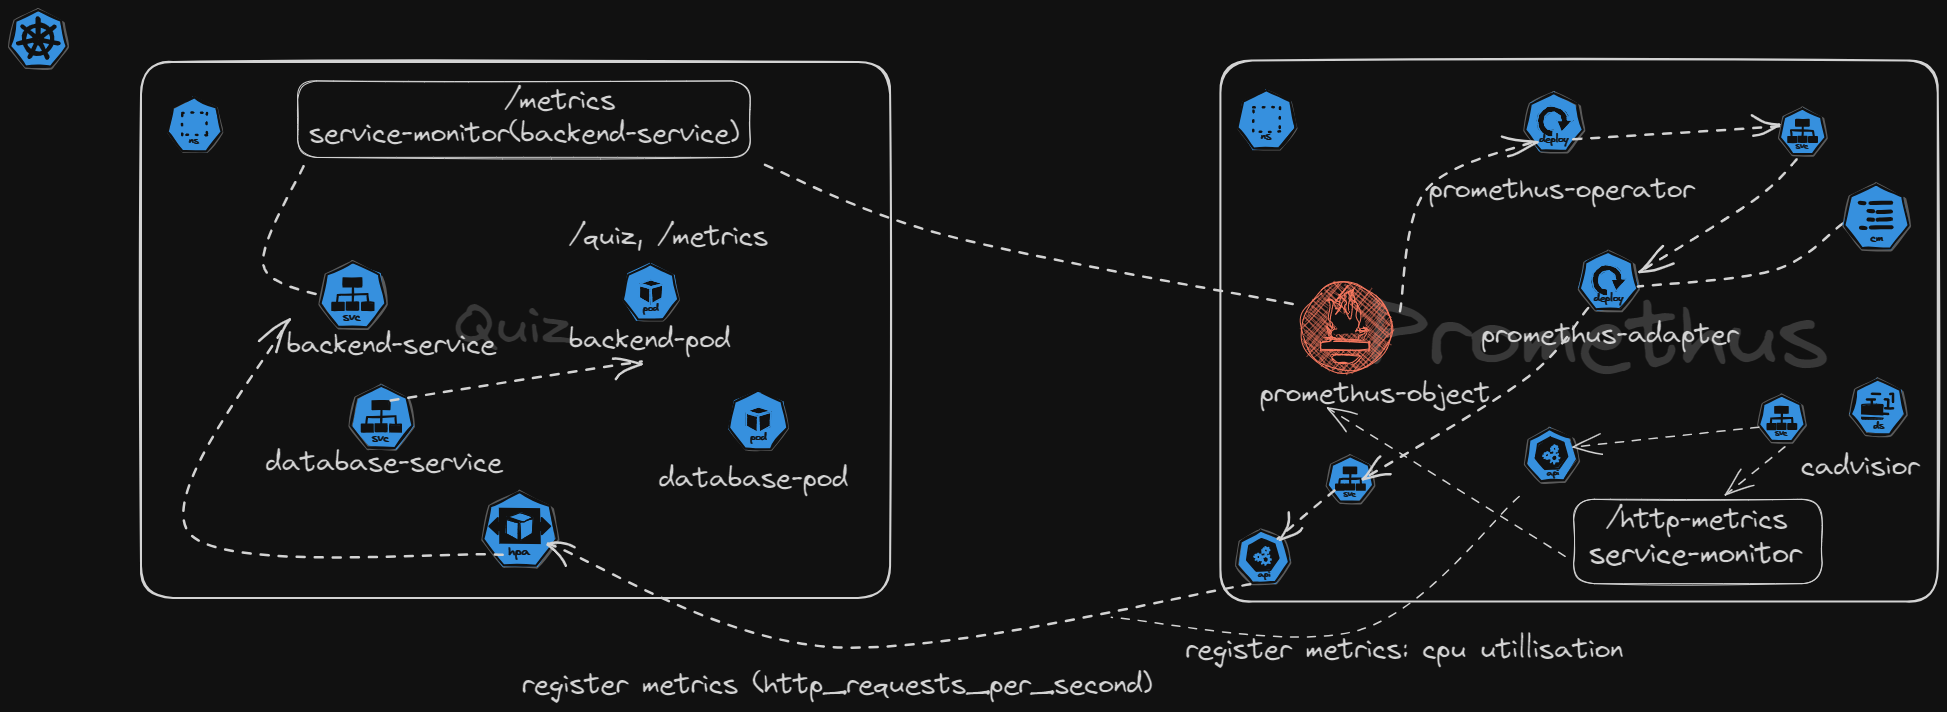 ns
/metrics
service-monitor(backend-service)
/quiz, /metrics
svc
pod
Quiz
backend-service
backend-pod
svc
pod
database-service
database-pod
hpa
register metrics (http_requests_per_second)
ns
deploy
svc
promethus-operator
cm
deploy
Promethus
promethus-adapter
promethus-object
svc
ds
cadvisior
api
svc
/http-metrics
service-monitor
api
register metrics: cpu utillisation